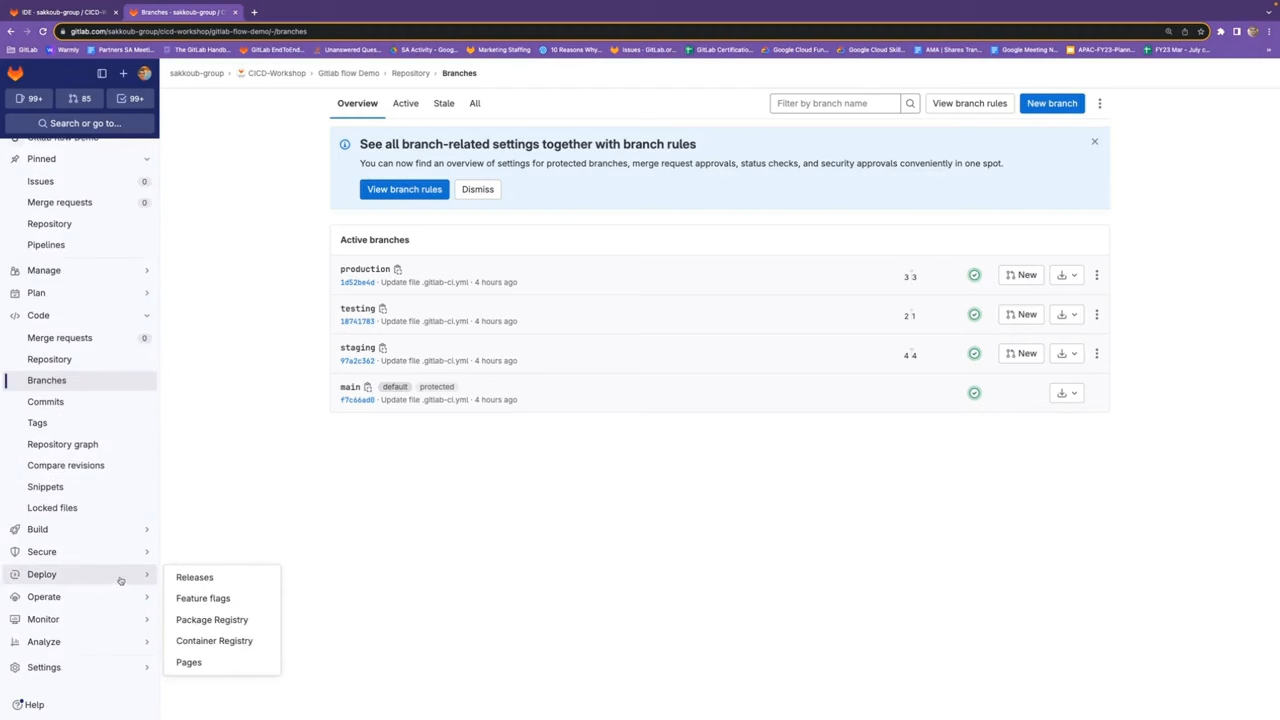 IDE · sakkoub-group / CICD-W
Branches · sakkoub-group / C
gitlab.com/sakkoub-group/cicd-workshop/gitlab-flow-demo/-/branches
GitLab
Warmly
Partners SA Meeti...
The GitLab Handb...
GitLab EndToEnd...
Unanswered Ques...
SA Activity - Goog...
Marketing Staffing
10 Reasons Why...
Issues · GitLab.or...
GitLab Certificatio...
Google Cloud Fun...
Google Cloud Skill...
AMA | Shares Tran...
Google Meeting N...
APAC-FY23-Plann...
FY23 Mar - currely (...
99+
85
99+
Search or go to...
Gitlab flow Demo
Pinned
Issues 0
Merge requests 0
Repository
Pipelines
Manage
Plan
Code
Merge requests 0
Repository
Branches
Commits
Tags
Repository graph
Compare revisions
Snippets
Locked files
Build
Secure
Deploy
Operate
Monitor
Analyze
Settings
Help
Releases
Feature flags
Package Registry
Container Registry
Pages
sakkoub-group › CICD-Workshop › Gitlab flow Demo › Repository › Branches
Overview Active Stale All
Filter by branch name
View branch rules
New branch
See all branch-related settings together with branch rules
You can now find an overview of settings for protected branches, merge request approvals, status checks, and security approvals conveniently in one spot.
View branch rules Dismiss
Active branches
production
1d52be4d · Update file .gitlab-ci.yml · 4 hours ago
3 3
New
testing
18741783 · Update file .gitlab-ci.yml · 4 hours ago
2 1
New
staging
97a2c362 · Update file .gitlab-ci.yml · 4 hours ago
4 4
New
main default protected
f7c66ad0 · Update file .gitlab-ci.yml · 4 hours ago